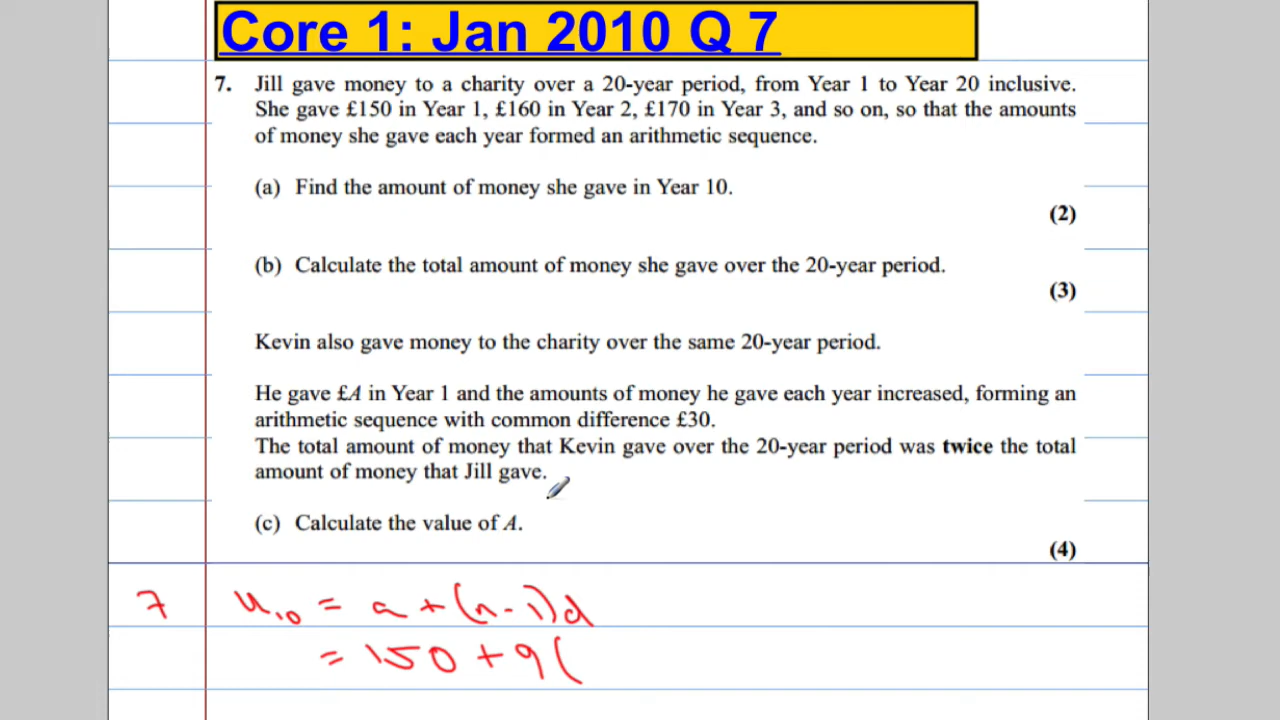 Core 1: Jan 2010 Q 7
7. Jill gave money to a charity over a 20-year period, from Year 1 to Year 20 inclusive.
She gave £150 in Year 1, £160 in Year 2, £170 in Year 3, and so on, so that the amounts
of money she gave each year formed an arithmetic sequence.
(a) Find the amount of money she gave in Year 10.
(2)
(b) Calculate the total amount of money she gave over the 20-year period.
(3)
Kevin also gave money to the charity over the same 20-year period.
He gave £A in Year 1 and the amounts of money he gave each year increased, forming an
arithmetic sequence with common difference £30.
The total amount of money that Kevin gave over the 20-year period was twice the total
amount of money that Jill gave.
(c) Calculate the value of A.
(4)
7 u₁₀ = a + (n - 1)d
= 150 + 9(